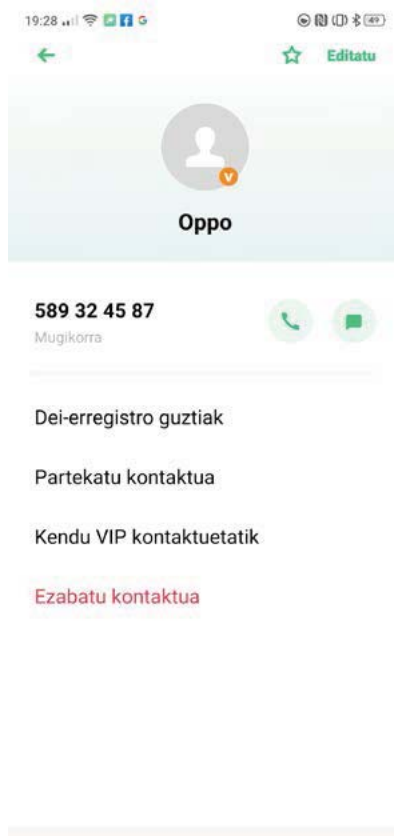 19:28
49
Editatu
V
Oppo
589 32 45 87
Mugikorra
Dei-erregistro guztiak
Partekatu kontaktua
Kendu VIP kontaktuetatik
Ezabatu kontaktua